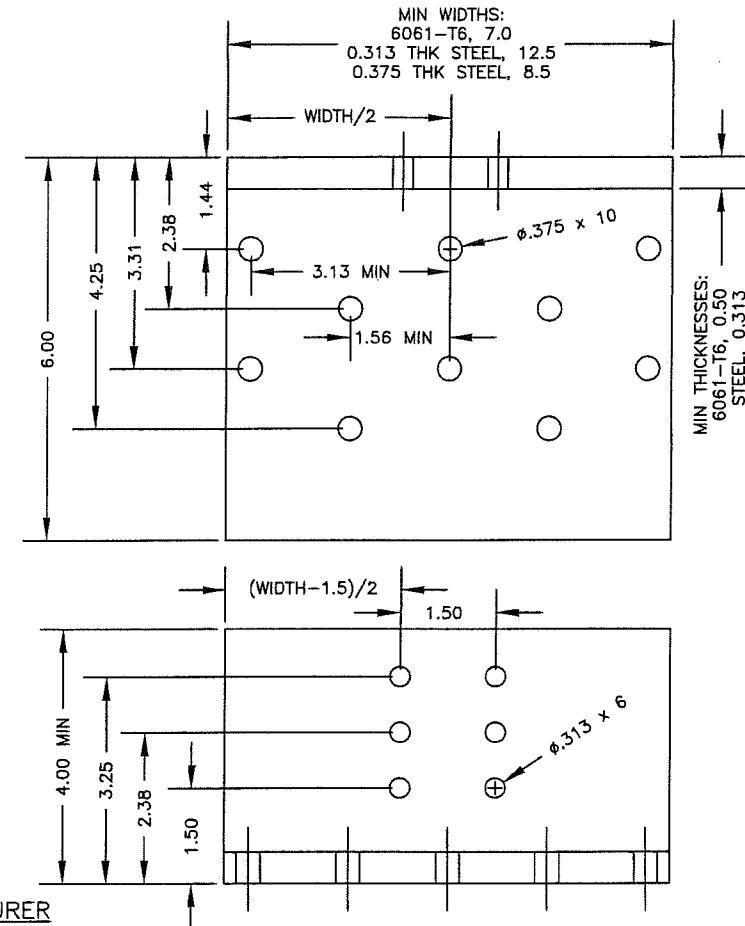 MIN WIDTHS:
6061-T6, 7.0
0.313 THK STEEL, 12.5
0.375 THK STEEL, 8.5
WIDTH/2
1.44
2.38
3.31
4.25
6.00
ø.375 x 10
3.13 MIN
1.56 MIN
MIN THICKNESSES:
6061-T6, 0.50
STEEL, 0.313
(WIDTH-1.5)/2
1.50
4.00 MIN
3.25
2.38
1.50
ø.313 x 6
URER